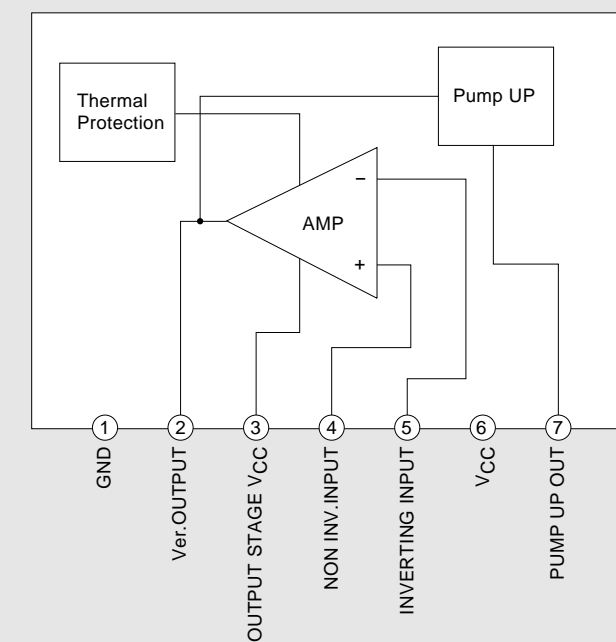 Thermal
Protection
Pump UP
−
AMP
+
1
2
3
4
5
6
7
GND
Ver.OUTPUT
OUTPUT STAGE VCC
NON INV.INPUT
INVERTING INPUT
VCC
PUMP UP OUT